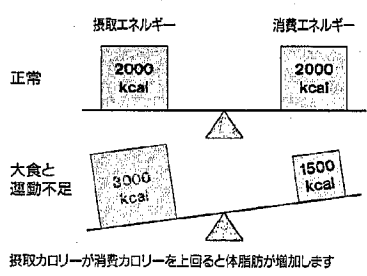 摂取エネルギー 消費エネルギー
正常
2000
kcal
2000
kcal
大食と
運動不足
3000
kcal
1500
kcal
摂取カロリーが消費カロリーを上回ると体脂肪が増加します